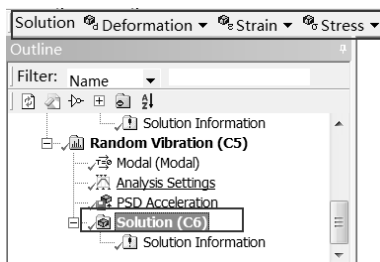 Solution Deformation Strain Stress
Outline
Filter: Name
Solution Information
Random Vibration (C5)
Modal (Modal)
Analysis Settings
PSD Acceleration
Solution (C6)
Solution Information